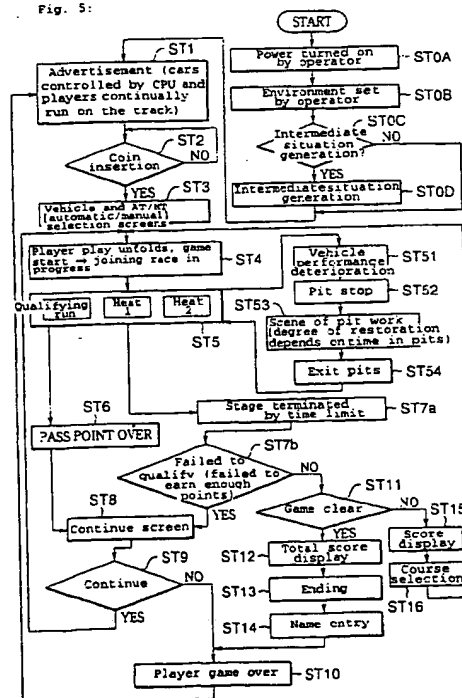 Fig. 5:
START
Power turned on
by operator
ST0A
Environment set
by operator
ST0B
ST0C
Intermediate
situation
generation?
NO
YES
Intermediatesituation
generation
ST0D
ST1
Advertisement (cars
controlled by CPU and
players continually
run on the track)
ST2
Coin
insertion
NO
YES
ST3
Vehicle and AT/MT
(automatic/manual)
selection screens
Player play unfolds, game
start → joining race in
progress
ST4
Qualifying
run
Heat
1
Heat
2
ST5
Vehicle
performance
deterioration
ST51
Pit stop
ST52
ST53
Scene of pit work
(degree of restoration
depends on time in pits)
Exit pits
ST54
ST6
PASS POINT OVER
Stage terminated
by time limit
ST7a
ST7b
Failed to
qualify (failed to
earn enough
points)
NO
YES
ST8
Continue screen
ST9
Continue
NO
YES
ST11
Game clear
NO
YES
ST12
Total score
display
ST13
Ending
ST14
Name entry
ST15
Score
display
Course
selection
ST16
Player game over
ST10